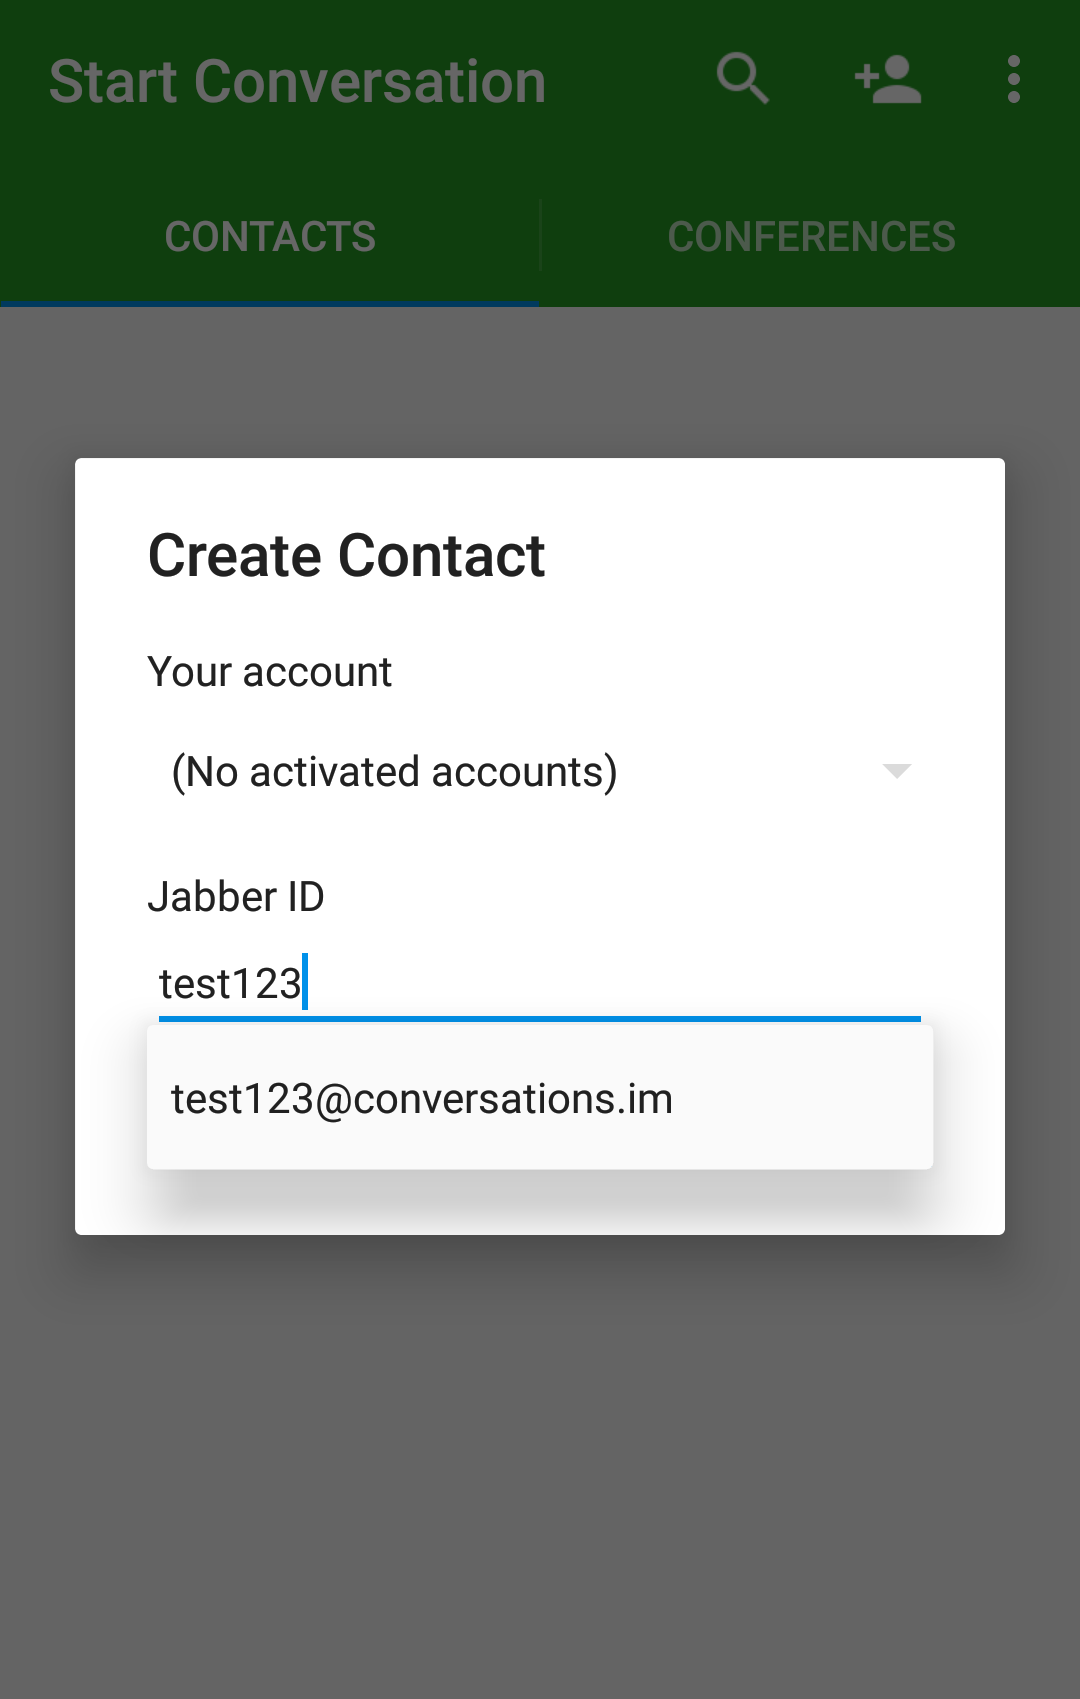 Start Conversation
CONTACTS
CONFERENCES
Create Contact
Your account
(No activated accounts)
Jabber ID
test123
test123@conversations.im